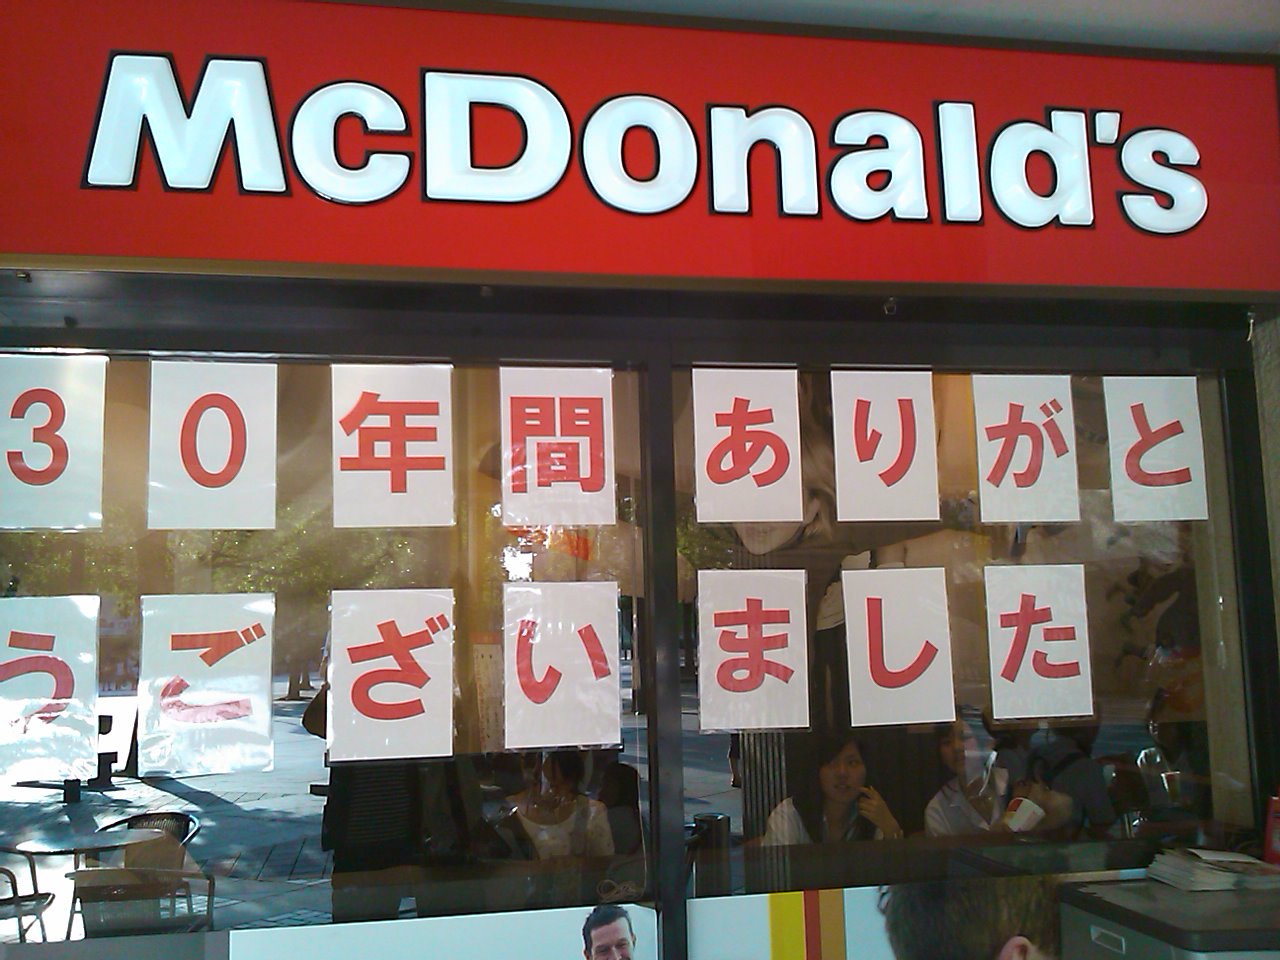 McDonald's
30年間ありがと
うございました